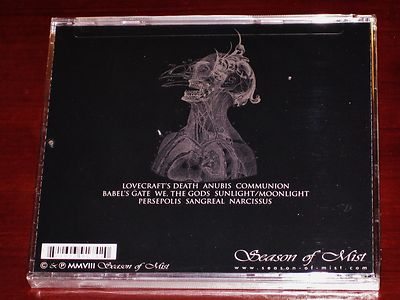 LOVECRAFT'S DEATH ANUBIS COMMUNION
BABEL'S GATE WE, THE GODS SUNLIGHT/MOONLIGHT
PERSEPOLIS SANGREAL NARCISSUS
© & ℗ MMVIII Season of Mist
Season of Mist
www.season-of-mist.com